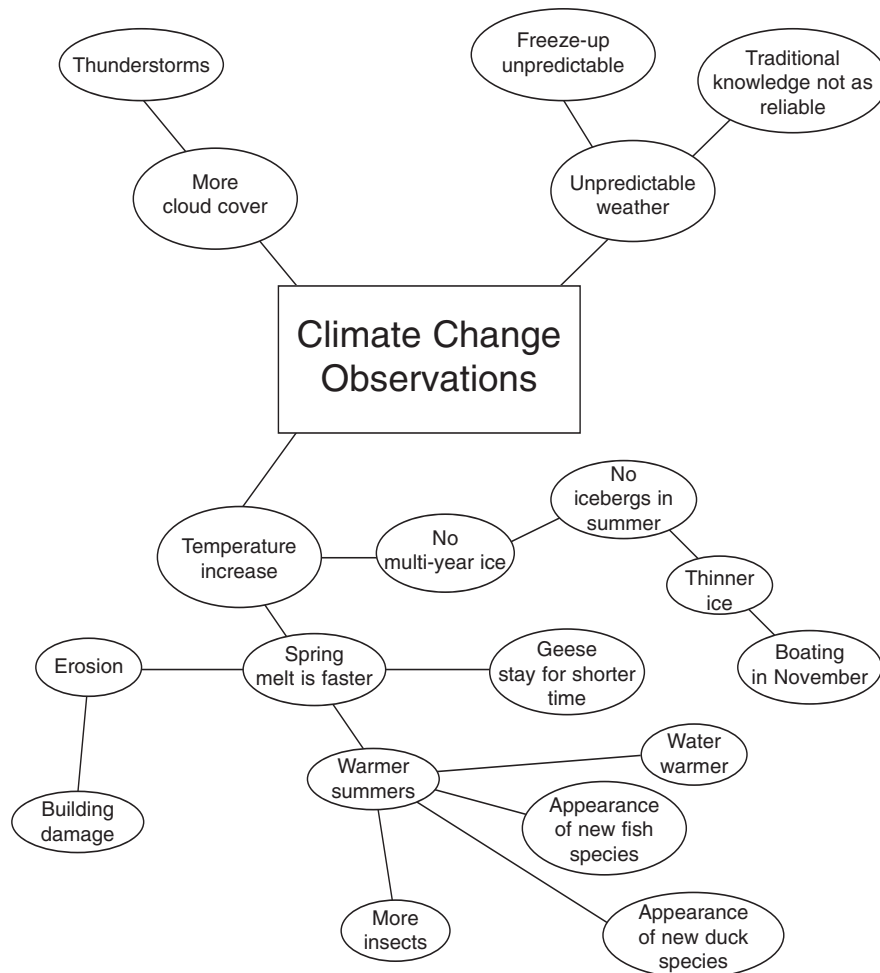 Thunderstorms
Freeze-up
unpredictable
Traditional
knowledge not as
reliable
More
cloud cover
Unpredictable
weather
Climate Change
Observations
No
icebergs in
summer
Temperature
increase
No
multi-year ice
Thinner
ice
Erosion
Spring
melt is faster
Geese
stay for shorter
time
Boating
in November
Water
warmer
Warmer
summers
Building
damage
Appearance
of new fish
species
More
insects
Appearance
of new duck
species